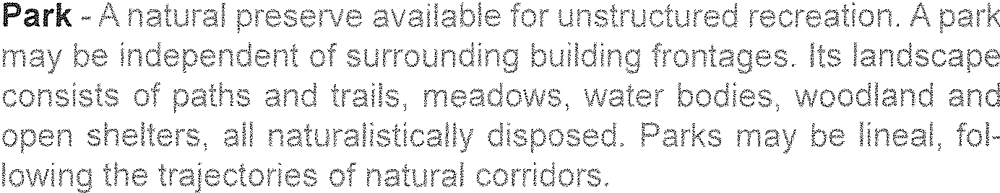 Park - A natural preserve available for unstructured recreation. A park
may be independent of surrounding building frontages. Its landscape
consists of paths and trails, meadows, water bodies, woodland and
open shelters, all naturalistically disposed. Parks may be lineal, fol-
lowing the trajectories of natural corridors.